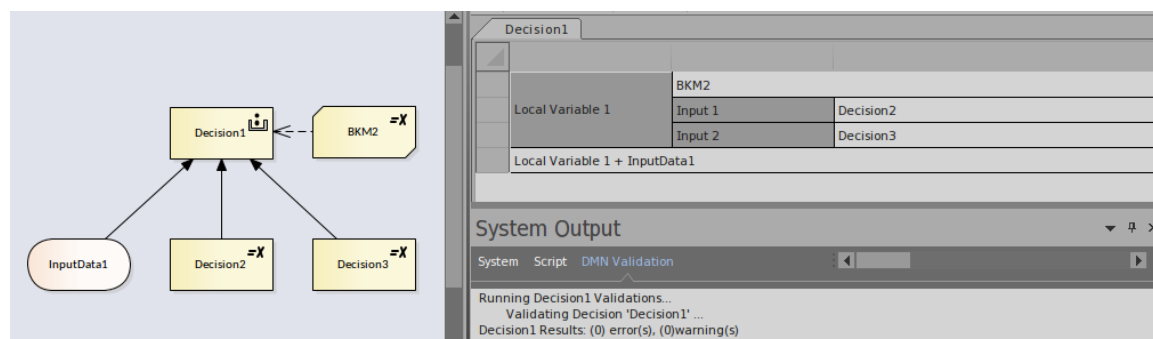 Decision1
BKM2
=X
InputData1
Decision2
=X
Decision3
=X
Decision1
BKM2
Local Variable 1
Input 1
Decision2
Input 2
Decision3
Local Variable 1 + InputData1
System Output
System Script DMN Validation
Running Decision1 Validations...
Validating Decision 'Decision1' ...
Decision1 Results: (0) error(s), (0)warning(s)